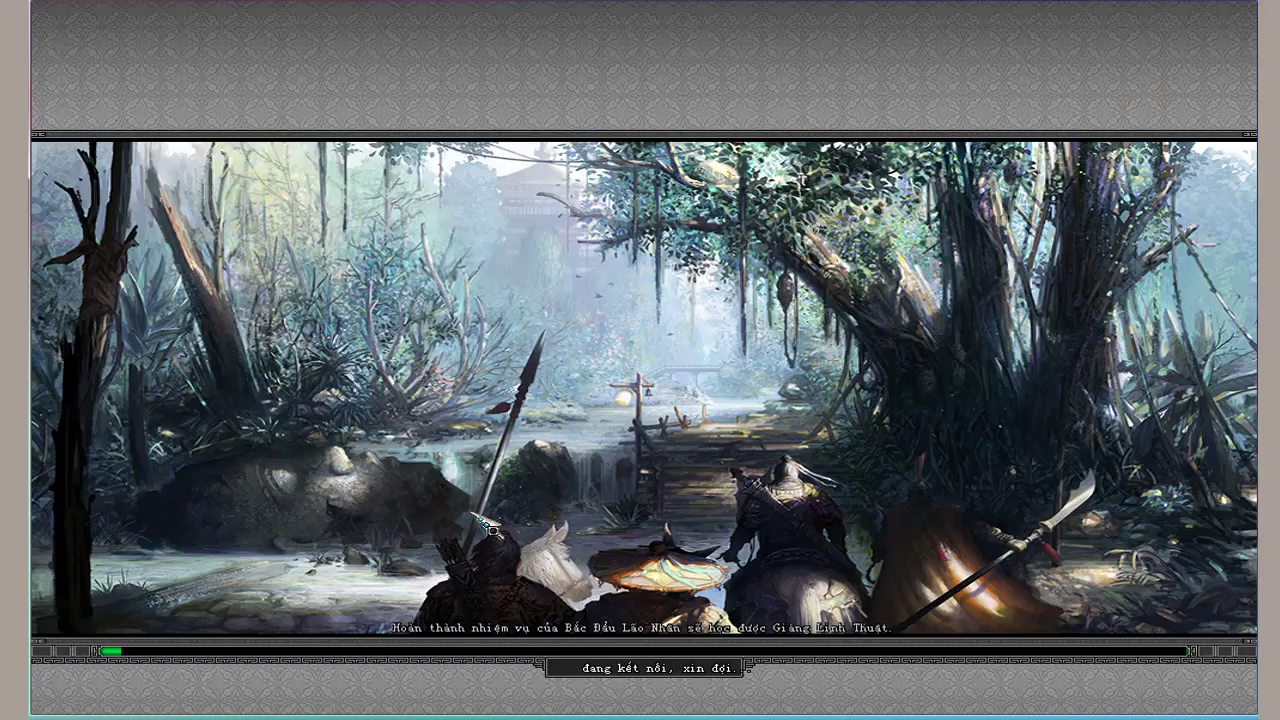 Hoàn thành nhiệm vụ của Bắc Đẩu Lão Nhân sẽ học được Giáng Linh Thuật.
đang kết nối, xin đợi.